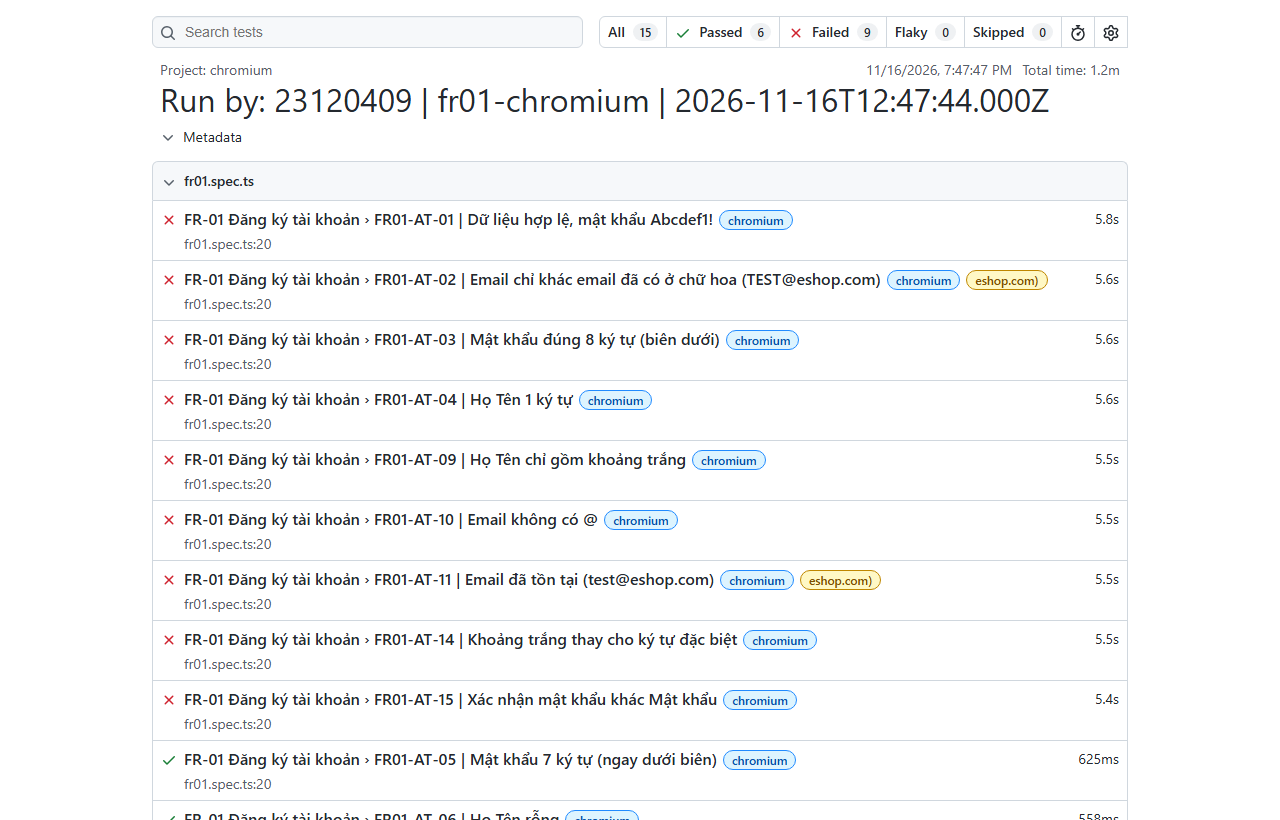 Search tests
All 15 Passed 6 Failed 9 Flaky 0 Skipped 0
Project: chromium 11/16/2026, 7:47:47 PM Total time: 1.2m
Run by: 23120409 | fr01-chromium | 2026-11-16T12:47:44.000Z
Metadata
fr01.spec.ts
FR-01 Đăng ký tài khoản › FR01-AT-01 | Dữ liệu hợp lệ, mật khẩu Abcdef1! chromium 5.8s
fr01.spec.ts:20
FR-01 Đăng ký tài khoản › FR01-AT-02 | Email chỉ khác email đã có ở chữ hoa (TEST@eshop.com) chromium eshop.com) 5.6s
fr01.spec.ts:20
FR-01 Đăng ký tài khoản › FR01-AT-03 | Mật khẩu đúng 8 ký tự (biên dưới) chromium 5.6s
fr01.spec.ts:20
FR-01 Đăng ký tài khoản › FR01-AT-04 | Họ Tên 1 ký tự chromium 5.6s
fr01.spec.ts:20
FR-01 Đăng ký tài khoản › FR01-AT-09 | Họ Tên chỉ gồm khoảng trắng chromium 5.5s
fr01.spec.ts:20
FR-01 Đăng ký tài khoản › FR01-AT-10 | Email không có @ chromium 5.5s
fr01.spec.ts:20
FR-01 Đăng ký tài khoản › FR01-AT-11 | Email đã tồn tại (test@eshop.com) chromium eshop.com) 5.5s
fr01.spec.ts:20
FR-01 Đăng ký tài khoản › FR01-AT-14 | Khoảng trắng thay cho ký tự đặc biệt chromium 5.5s
fr01.spec.ts:20
FR-01 Đăng ký tài khoản › FR01-AT-15 | Xác nhận mật khẩu khác Mật khẩu chromium 5.4s
fr01.spec.ts:20
FR-01 Đăng ký tài khoản › FR01-AT-05 | Mật khẩu 7 ký tự (ngay dưới biên) chromium 625ms
fr01.spec.ts:20
FR-01 Đăng ký tài khoản › FR01-AT-06 | Họ Tên rỗng chromium 558ms